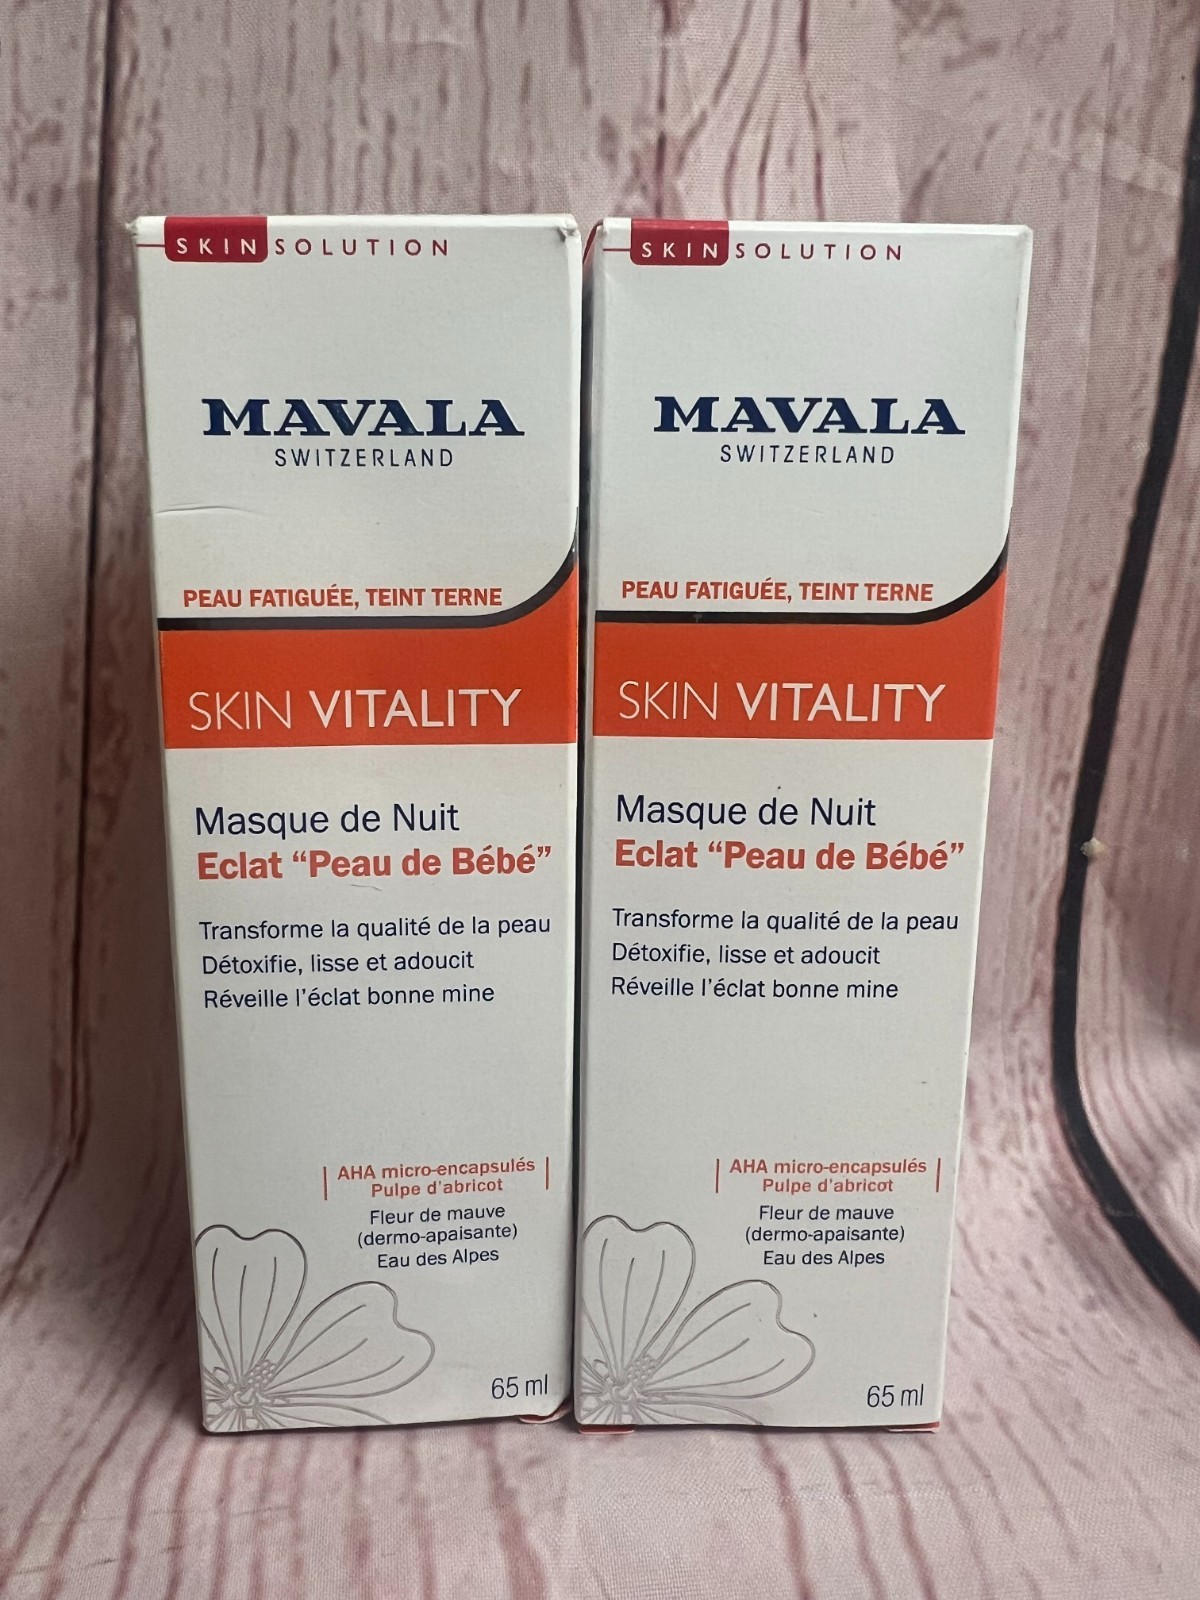 SKIN SOLUTION
MAVALA
SWITZERLAND
PEAU FATIGUÉE, TEINT TERNE
SKIN VITALITY
Masque de Nuit
Eclat “Peau de Bébé”
Transforme la qualité de la peau
Détoxifie, lisse et adoucit
Réveille l’éclat bonne mine
AHA micro-encapsulés
Pulpe d’abricot
Fleur de mauve
(dermo-apaisante)
Eau des Alpes
65 ml
SKIN SOLUTION
MAVALA
SWITZERLAND
PEAU FATIGUÉE, TEINT TERNE
SKIN VITALITY
Masque de Nuit
Eclat “Peau de Bébé”
Transforme la qualité de la peau
Détoxifie, lisse et adoucit
Réveille l’éclat bonne mine
AHA micro-encapsulés
Pulpe d’abricot
Fleur de mauve
(dermo-apaisante)
Eau des Alpes
65 ml